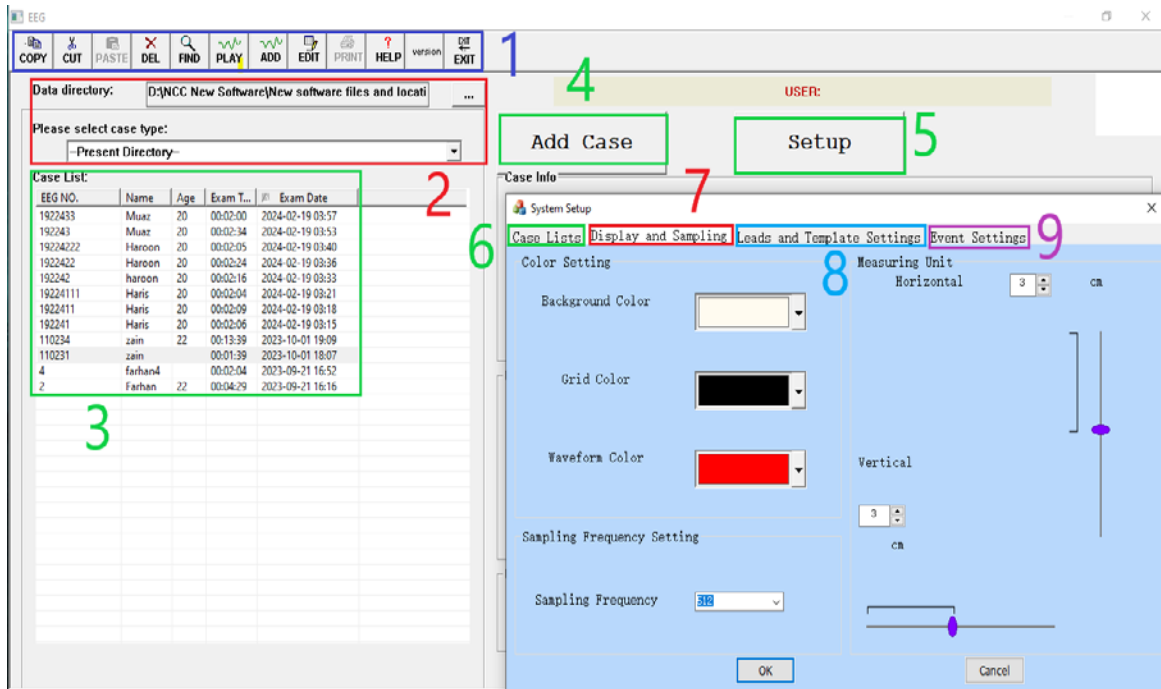 EEG
COPY CUT PASTE DEL FIND PLAY ADD EDIT PRINT HELP version EXIT EXIT
1
Data directory: D:\NCC New Software\New software files and locati ...
Please select case type:
--Present Directory--
2
4
USER:
Add Case
Setup
5
Case List:
EEG NO. Name Age Exam T... Exam Date
1922433 Muaz 20 00:02:00 2024-02-19 03:57
192243 Muaz 20 00:02:34 2024-02-19 03:53
19224222 Haroon 20 00:02:05 2024-02-19 03:40
1922422 Haroon 20 00:02:24 2024-02-19 03:36
192242 haroon 20 00:02:16 2024-02-19 03:33
19224111 Haris 20 00:02:04 2024-02-19 03:21
1922411 Haris 20 00:02:09 2024-02-19 03:18
192241 Haris 20 00:02:06 2024-02-19 03:15
110234 zain 22 00:13:39 2023-10-01 19:09
110231 zain 00:01:39 2023-10-01 18:07
4 farhan4 00:02:04 2023-09-21 16:52
2 Farhan 22 00:04:29 2023-09-21 16:16
3
Case Info
7
System Setup
6
Case Lists Display and Sampling Leads and Template Settings Event Settings
9
8
Color Setting
Background Color
Grid Color
Waveform Color
Measuring Unit
Horizontal 3 cm
Vertical
3
cm
Sampling Frequency Setting
Sampling Frequency 512
OK Cancel